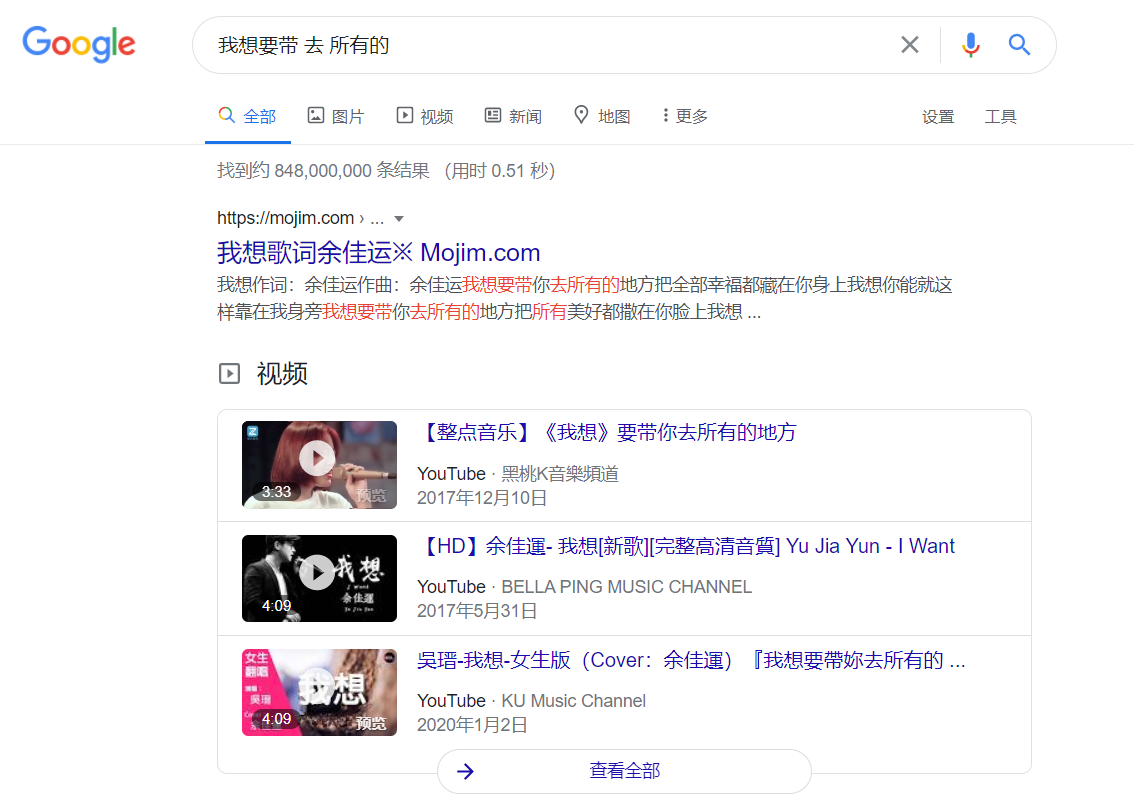 Google
我想要带 去 所有的
全部 图片 视频 新闻 地图 更多 设置 工具
找到约 848,000,000 条结果 （用时 0.51 秒）
https://mojim.com › ...
我想歌词余佳运※ Mojim.com
我想作词：余佳运作曲：余佳运我想要带你去所有的地方把全部幸福都藏在你身上我想你能就这
样靠在我身旁我想要带你去所有的地方把所有美好都撒在你脸上我想 ...
视频
【整点音乐】《我想》要带你去所有的地方
YouTube · 黑桃K音樂頻道
2017年12月10日
3:33
预览
【HD】余佳運- 我想[新歌][完整高清音質] Yu Jia Yun - I Want
YouTube · BELLA PING MUSIC CHANNEL
2017年5月31日
我想
I Want
余佳運
Yu Jia Yun
4:09
吳瑨-我想-女生版（Cover：余佳運）『我想要帶妳去所有的 ...
YouTube · KU Music Channel
2020年1月2日
女生
翻唱
吳瑨
我想
4:09
预览
查看全部